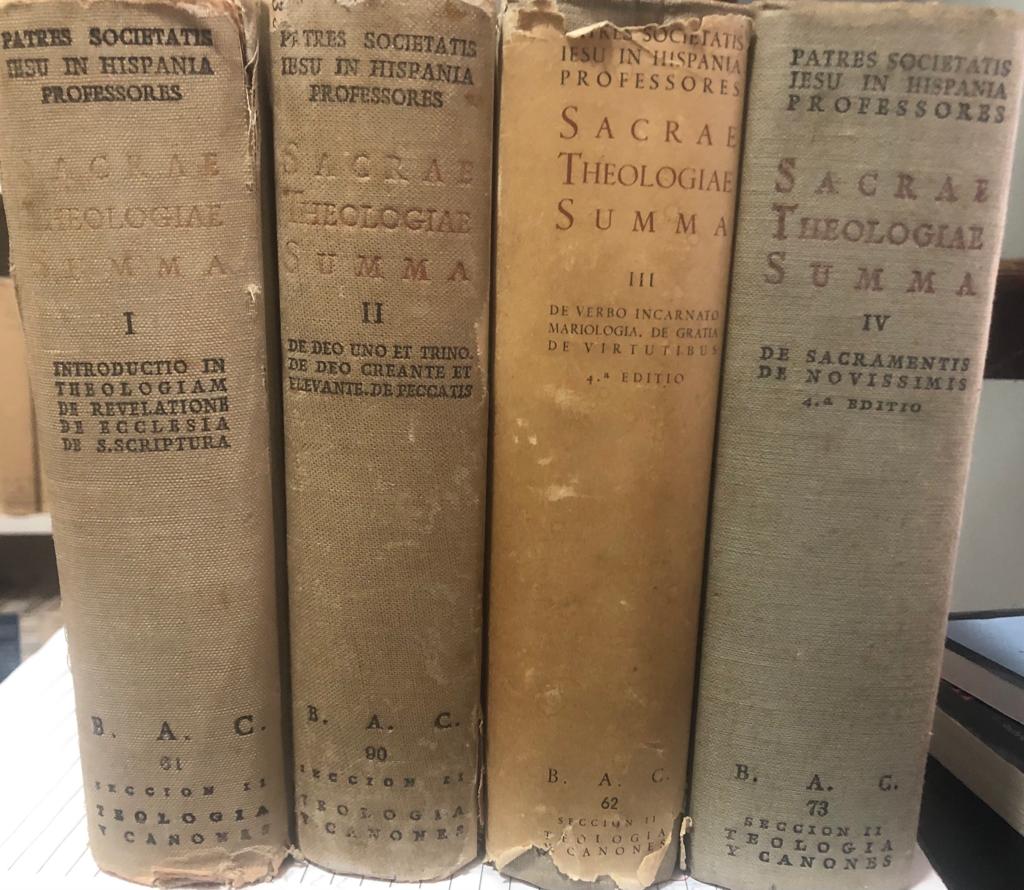 PATRES SOCIETATIS
IESU IN HISPANIA
PROFESSORES
SACRAE
THEOLOGIAE
SUMMA
I
INTRODUCTIO IN
THEOLOGIAM
DE REVELATIONE
DE ECCLESIA
DE S.SCRIPTURA
B. A. C.
61
SECCION II
TEOLOGIA
Y CANONES
PATRES SOCIETATIS
IESU IN HISPANIA
PROFESSORES
SACRAE
THEOLOGIAE
SUMMA
II
DE DEO UNO ET TRINO.
DE DEO CREANTE ET
ELEVANTE. DE PECCATIS
B. A. C.
90
SECCION II
TEOLOGIA
Y CANONES
PATRES SOCIETATIS
IESU IN HISPANIA
PROFESSORES
SACRAE
THEOLOGIAE
SUMMA
III
DE VERBO INCARNATO
MARIOLOGIA. DE GRATIA
DE VIRTUTIBUS
4.ª EDITIO
B. A. C.
62
SECCION II
TEOLOGIA
Y CANONES
PATRES SOCIETATIS
IESU IN HISPANIA
PROFESSORES
SACRAE
THEOLOGIAE
SUMMA
IV
DE SACRAMENTIS
DE NOVISSIMIS
4.ª EDITIO
B. A. C.
73
SECCION II
TEOLOGIA
Y CANONES